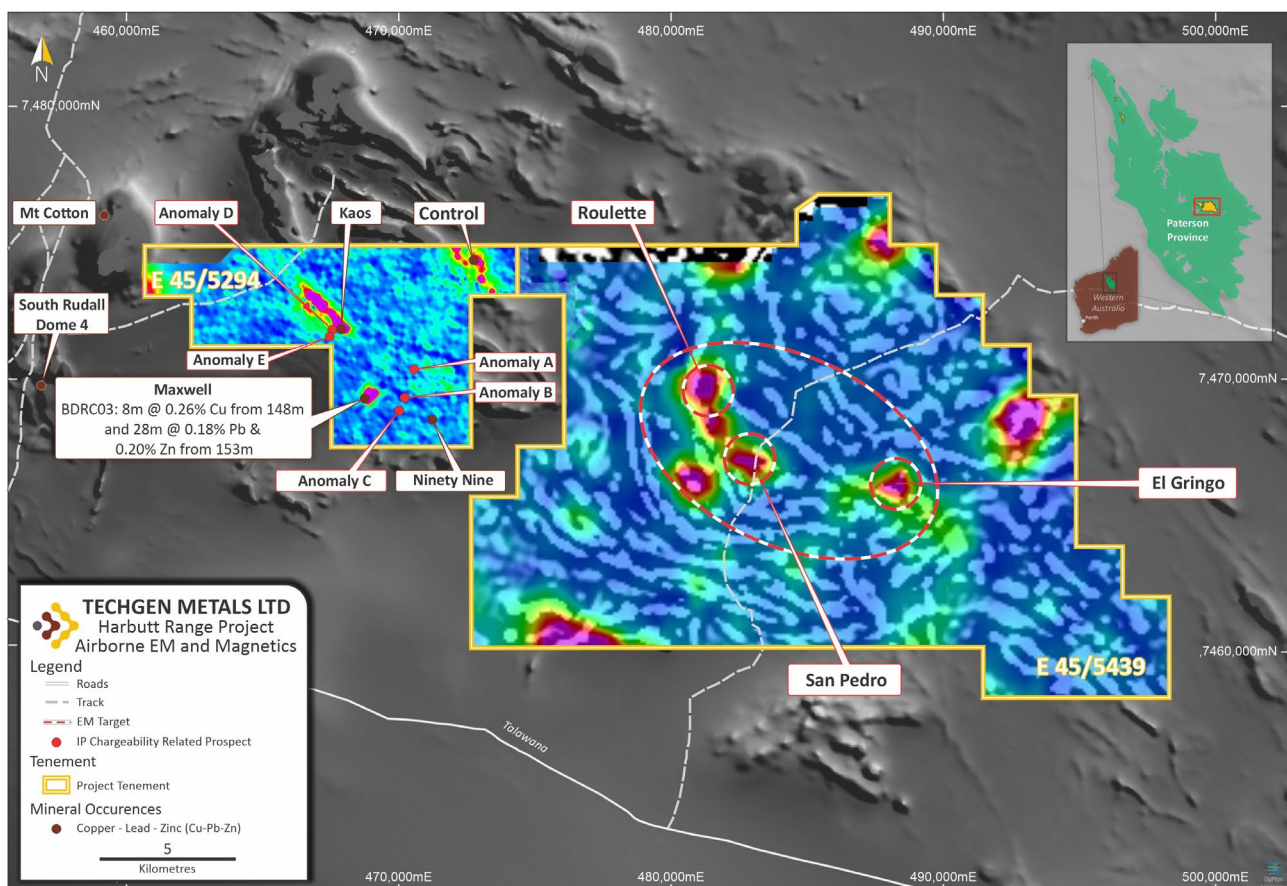 460,000mE
470,000mE
480,000mE
490,000mE
500,000mE
N
7,480,000mN
Mt Cotton
Anomaly D
Kaos
Control
Roulette
Paterson
Province
Western
Australia
Perth
E 45/5294
South Rudall
Dome 4
Anomaly E
Anomaly A
Anomaly B
7,470,000mN
Maxwell
BDRC03: 8m @ 0.26% Cu from 148m
and 28m @ 0.18% Pb &
0.20% Zn from 153m
Anomaly C
Ninety Nine
El Gringo
San Pedro
E 45/5439
,7460,000mN
Talawana
TECHGEN METALS LTD
Harbutt Range Project
Airborne EM and Magnetics
Legend
Roads
Track
EM Target
IP Chargeability Related Prospect
Tenement
Project Tenement
Mineral Occurences
Copper - Lead - Zinc (Cu-Pb-Zn)
5
Kilometres
470,000mE
480,000mE
490,000mE
500,000mE